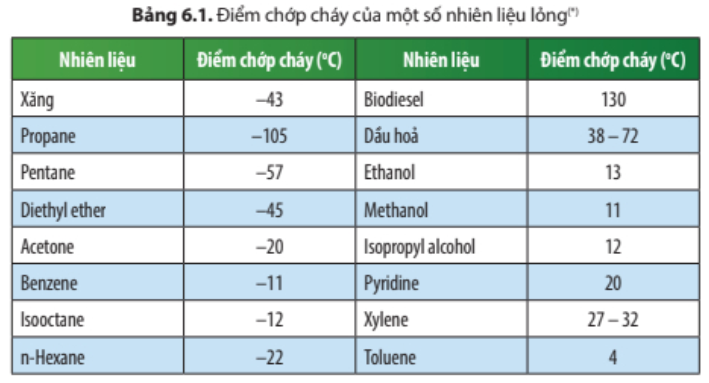 Bảng 6.1. Điểm chớp cháy của một số nhiên liệu lỏng(*)
Nhiên liệu Điểm chớp cháy (°C) Nhiên liệu Điểm chớp cháy (°C)
Xăng –43 Biodiesel 130
Propane –105 Dầu hoả 38 – 72
Pentane –57 Ethanol 13
Diethyl ether –45 Methanol 11
Acetone –20 Isopropyl alcohol 12
Benzene –11 Pyridine 20
Isooctane –12 Xylene 27 – 32
n-Hexane –22 Toluene 4